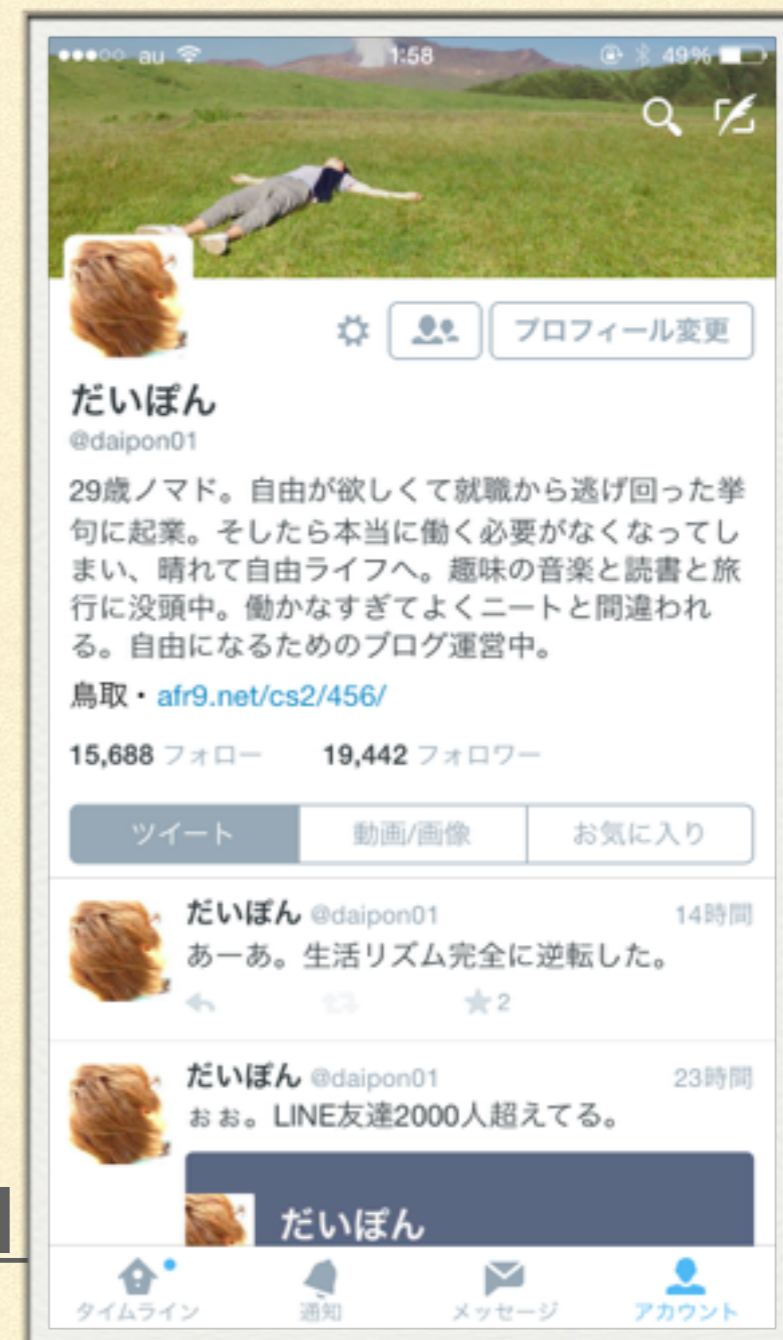 au 1:58 49%
プロフィール変更
だいぽん
@daipon01
29歳ノマド。自由が欲しくて就職から逃げ回った挙
句に起業。そしたら本当に働く必要がなくなってし
まい、晴れて自由ライフへ。趣味の音楽と読書と旅
行に没頭中。働かなすぎてよくニートと間違われ
る。自由になるためのブログ運営中。
鳥取・afr9.net/cs2/456/
15,688 フォロー 19,442 フォロワー
ツイート 動画/画像 お気に入り
だいぽん @daipon01 14時間
あーあ。生活リズム完全に逆転した。
2
だいぽん @daipon01 23時間
ぉぉ。LINE友達2000人超えてる。
だいぽん
タイムライン 通知 メッセージ アカウント